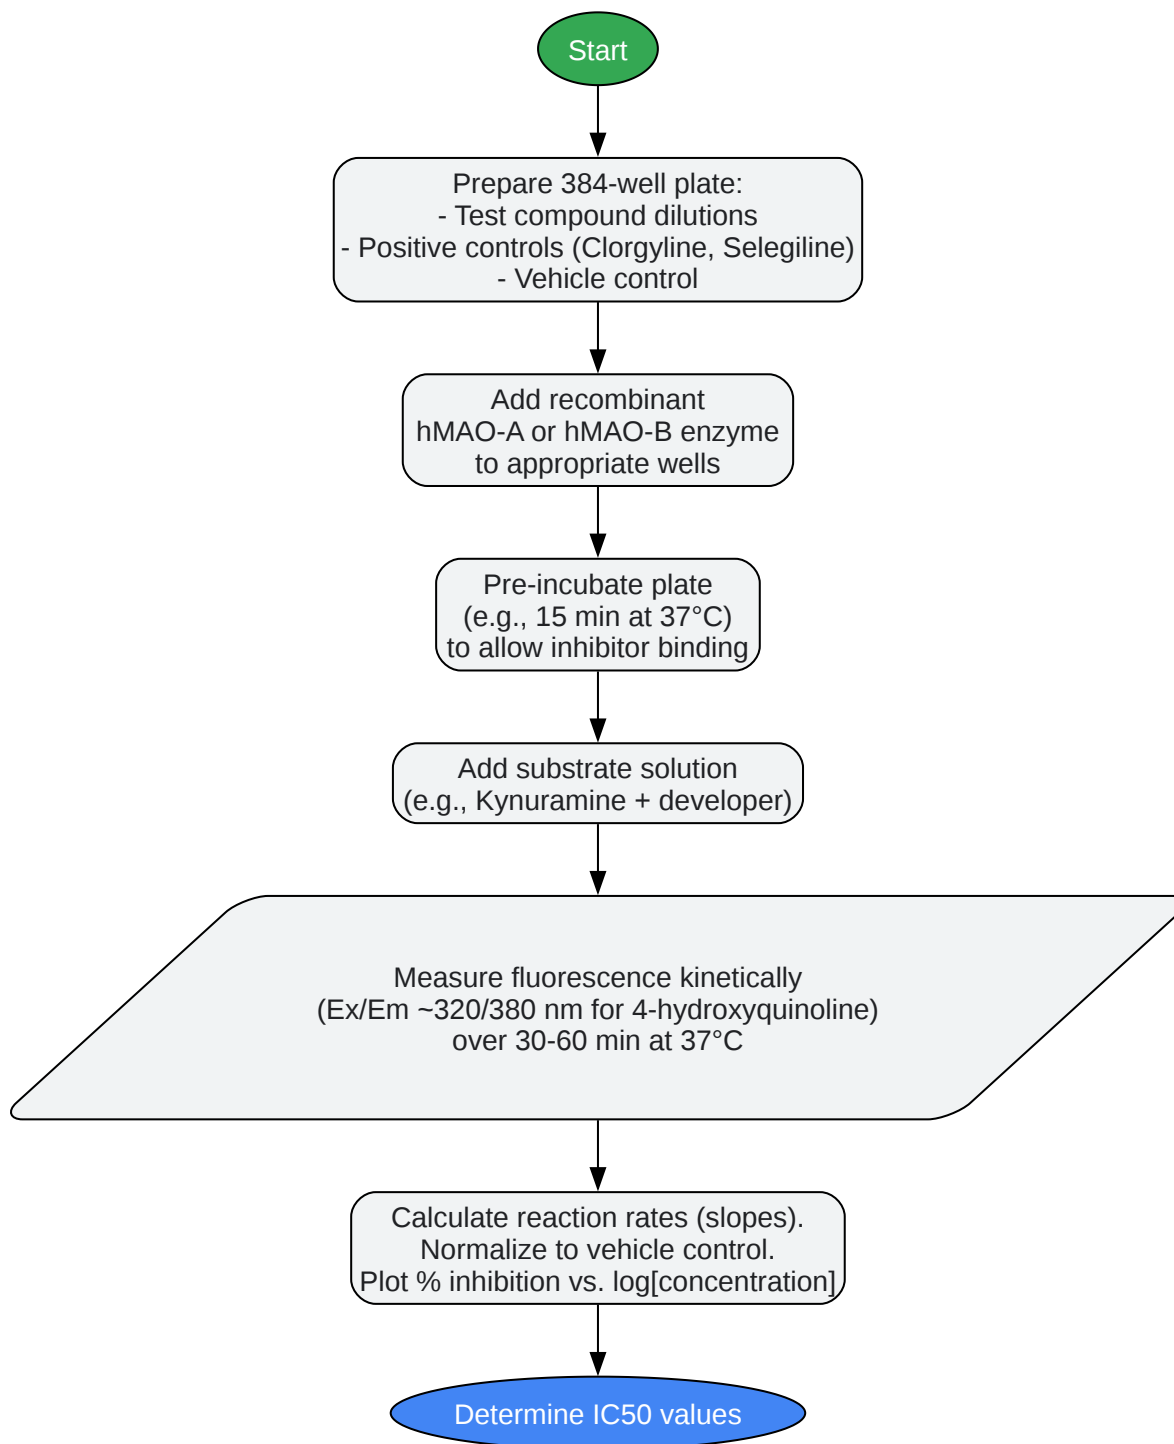 Start
Prepare 384-well plate:
- Test compound dilutions
- Positive controls (Clorgyline, Selegiline)
- Vehicle control
Add recombinant
hMAO-A or hMAO-B enzyme
to appropriate wells
Pre-incubate plate
(e.g., 15 min at 37°C)
to allow inhibitor binding
Add substrate solution
(e.g., Kynuramine + developer)
Measure fluorescence kinetically
(Ex/Em ~320/380 nm for 4-hydroxyquinoline)
over 30-60 min at 37°C
Calculate reaction rates (slopes).
Normalize to vehicle control.
Plot % inhibition vs. log[concentration]
Determine IC50 values